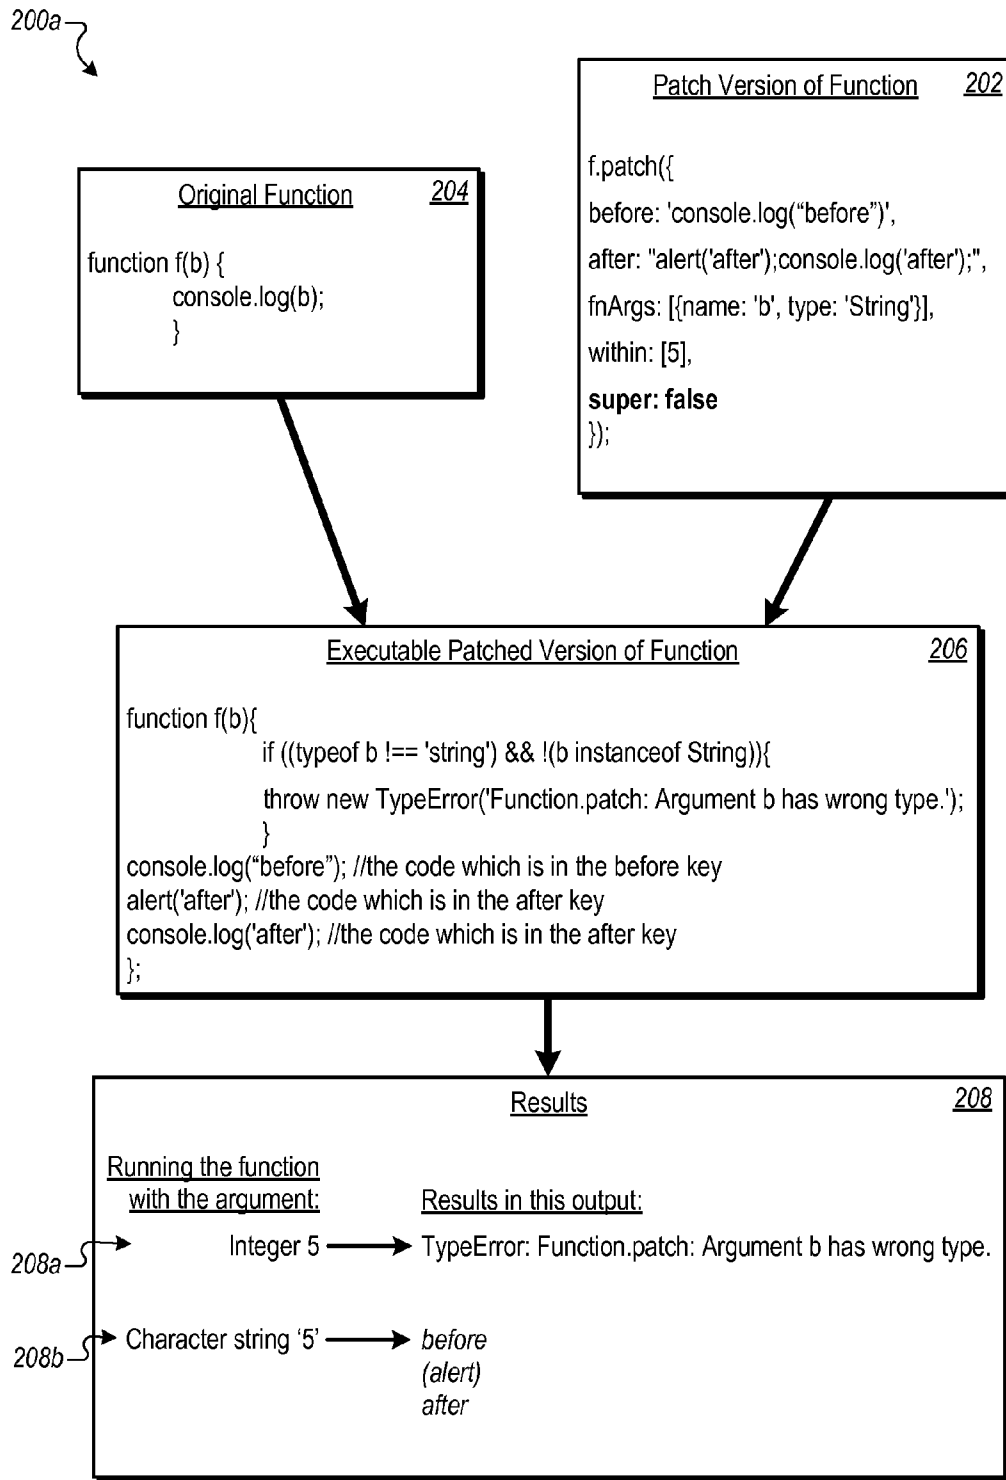 200a
Patch Version of Function 202
f.patch({
before: 'console.log(“before”)',
after: "alert('after');console.log('after');",
fnArgs: [{name: 'b', type: 'String'}],
within: [5],
super: false
});
Original Function 204
function f(b) {
console.log(b);
}
Executable Patched Version of Function 206
function f(b){
if ((typeof b !== 'string') && !(b instanceof String)){
throw new TypeError('Function.patch: Argument b has wrong type.');
}
console.log(“before”); //the code which is in the before key
alert('after'); //the code which is in the after key
console.log('after'); //the code which is in the after key
};
Results 208
Running the function
with the argument:
Results in this output:
208a
Integer 5
TypeError: Function.patch: Argument b has wrong type.
208b
Character string ‘5’
before
(alert)
after